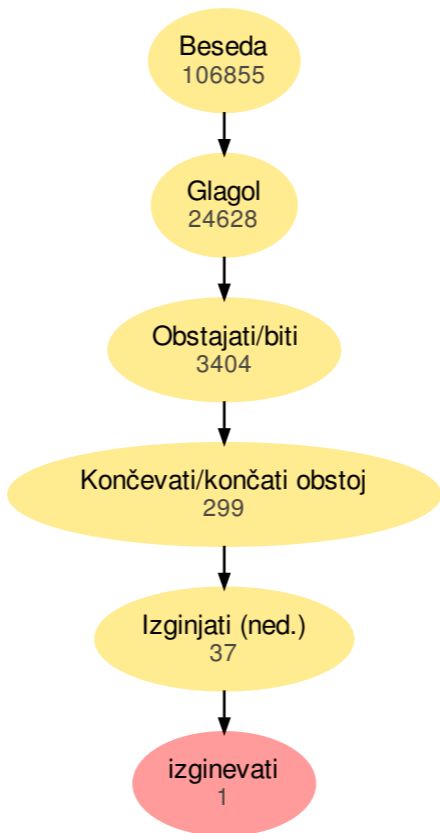 Beseda
106855
Glagol
24628
Obstajati/biti
3404
Končevati/končati obstoj
299
Izginjati (ned.)
37
izginevati
1